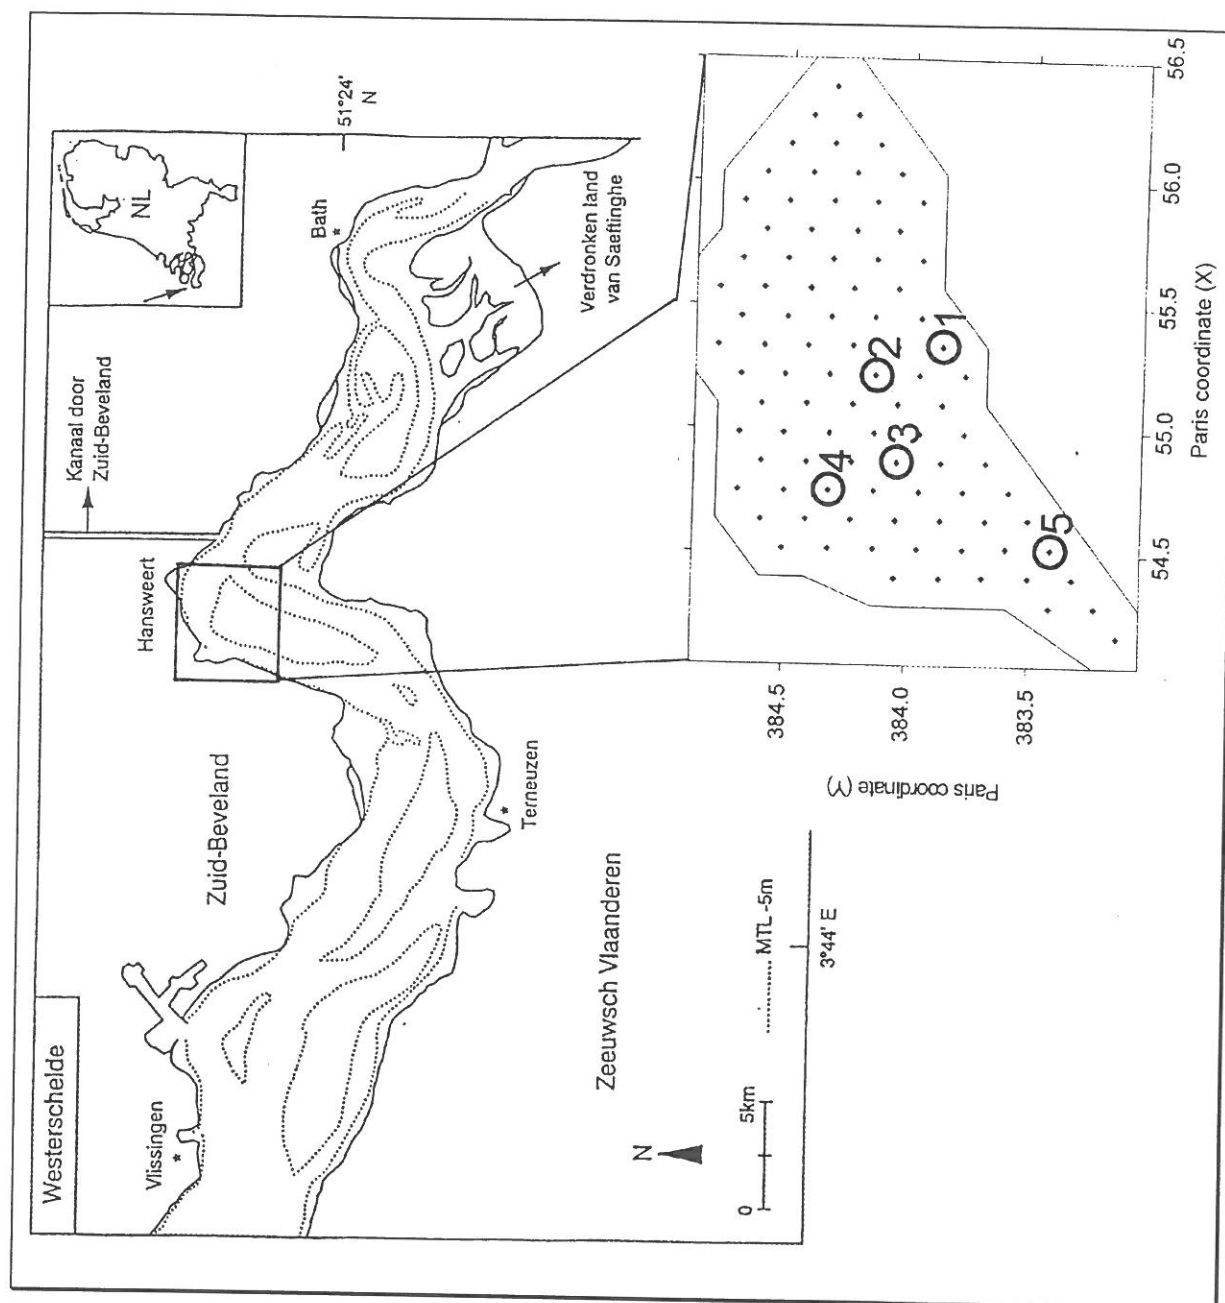 Westerschelde
Vlissingen
*
Zuid-Beveland
Hansweert
Kanaal door
Zuid-Beveland
NL
Bath
*
51°24'
N
Terneuzen
*
Zeeuwsch Vlaanderen
Verdronken land
van Saeftinghe
N
0 5km
MTL -5m
3°44' E
Paris coordinate (Y)
384.5
384.0
383.5
1
2
3
4
5
54.5 55.0 55.5 56.0 56.5
Paris coordinate (X)